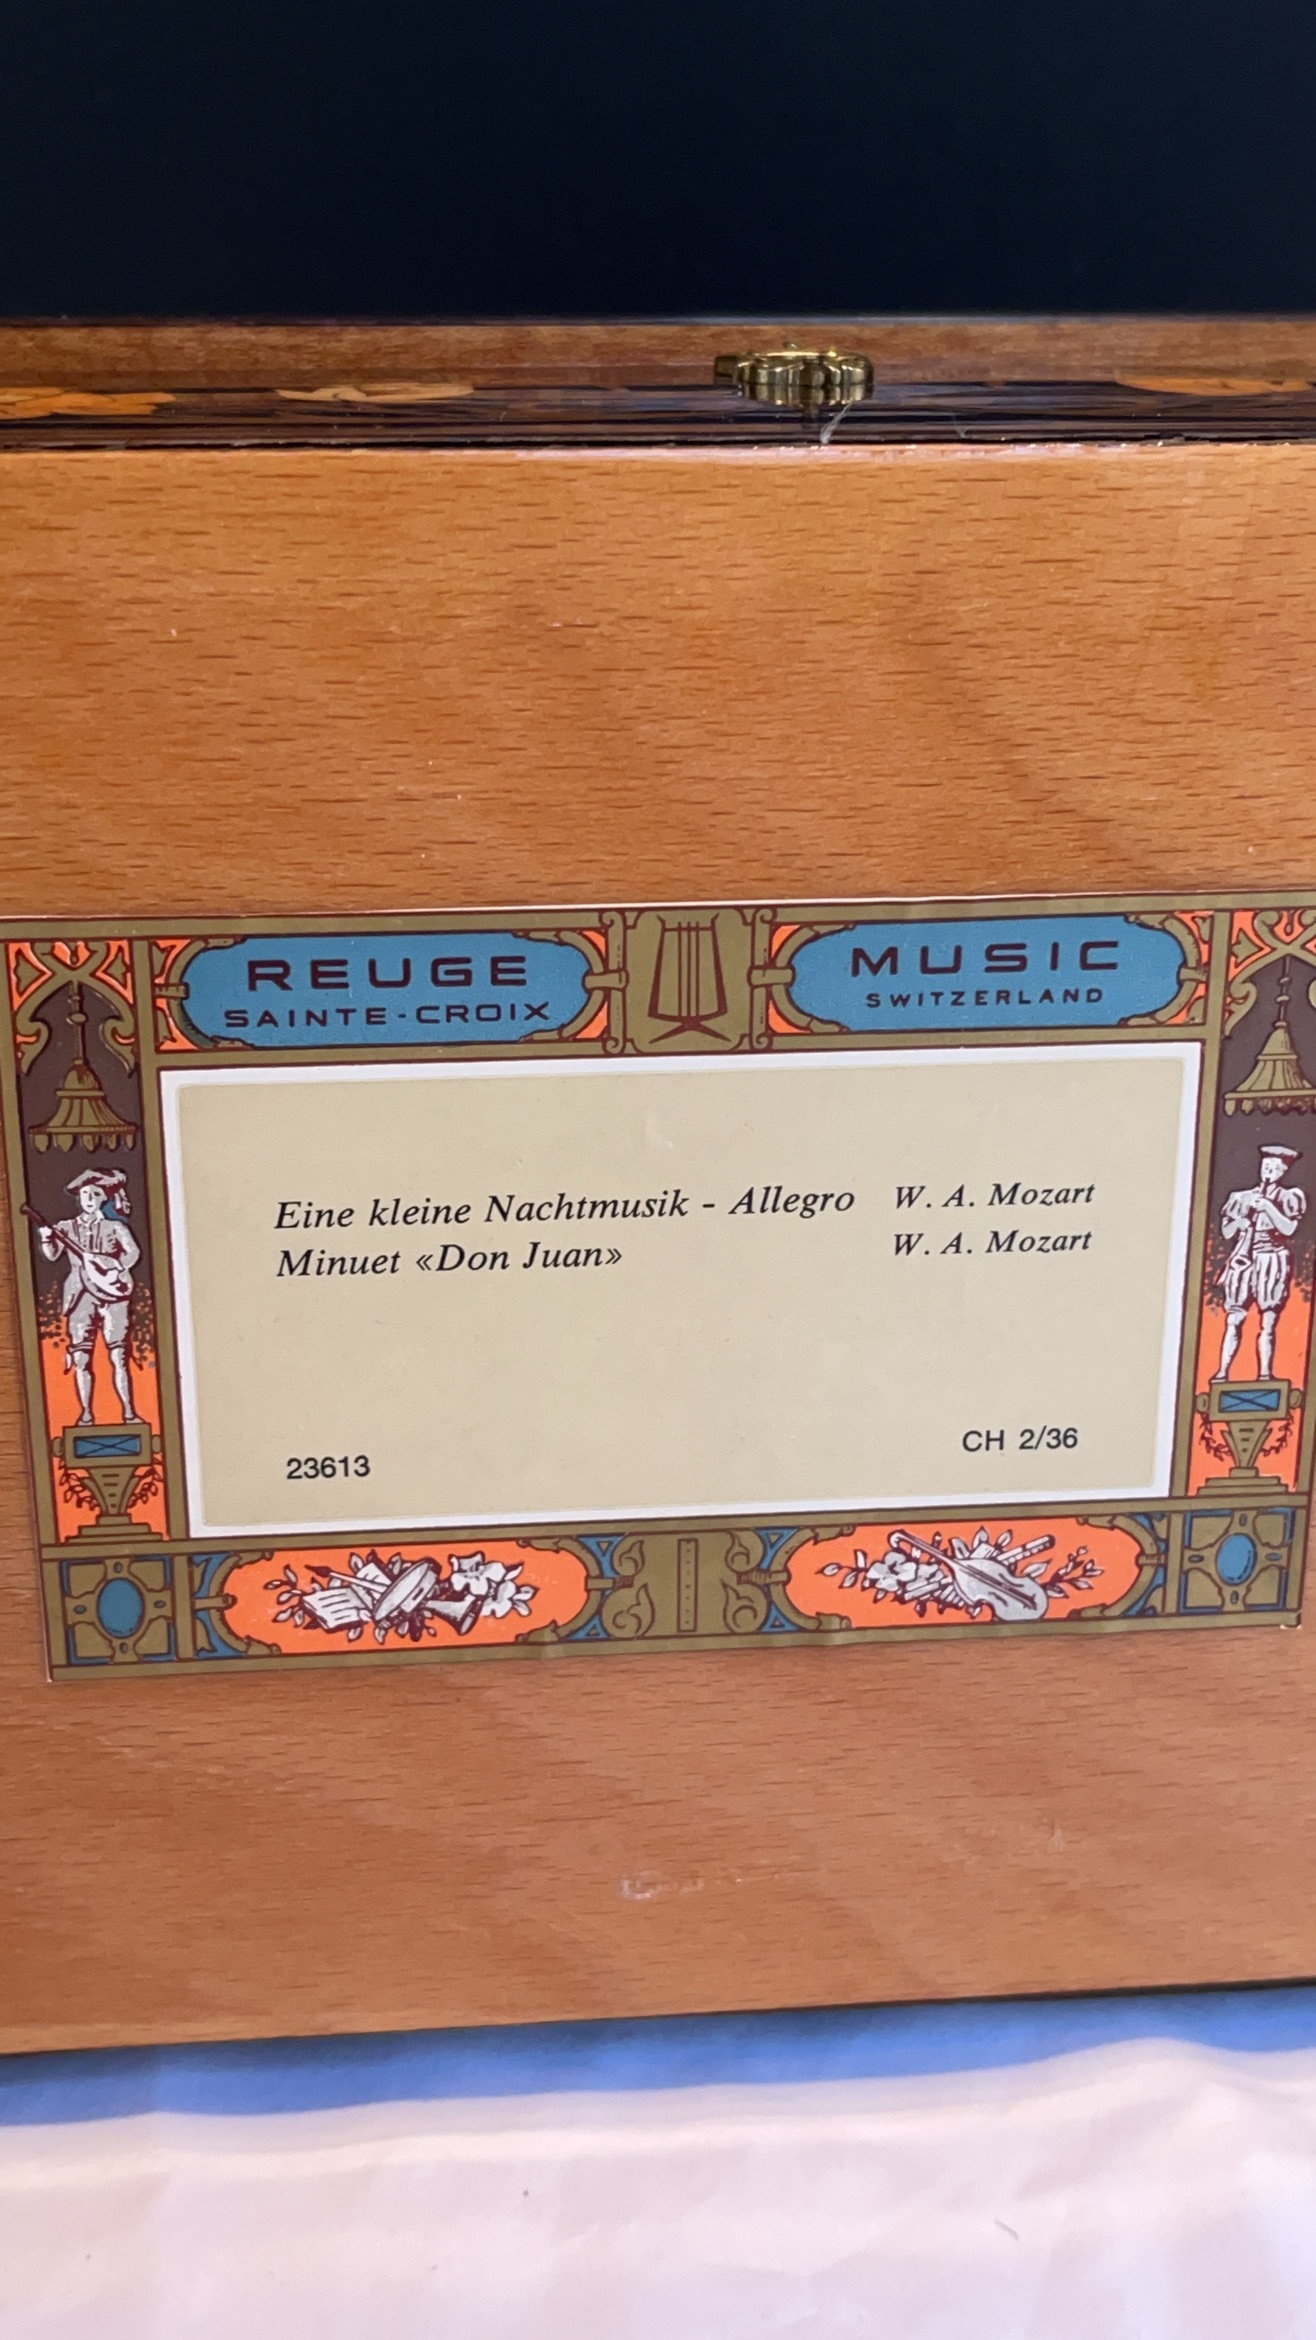 REUGE
SAINTE-CROIX
MUSIC
SWITZERLAND
Eine kleine Nachtmusik - Allegro W. A. Mozart
Minuet «Don Juan» W. A. Mozart
23613 CH 2/36